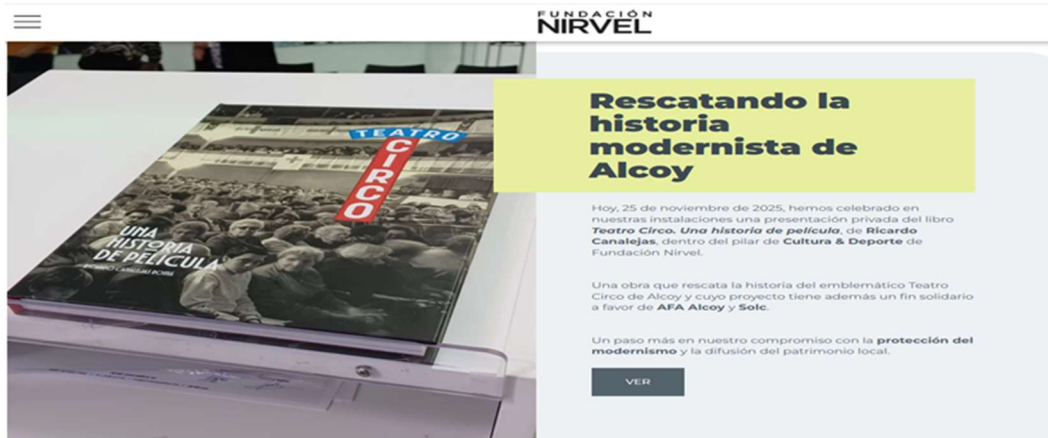 FUNDACIÓN
NIRVEL
TEATRO
CIRCO
UNA
HISTORIA
DE PELÍCULA
Rescatando la
historia
modernista de
Alcoy
Hoy, 25 de noviembre de 2025, hemos celebrado en
nuestras instalaciones una presentación privada del libro
Teatro Circo. Una historia de película, de Ricardo
Canalejas, dentro del pilar de Cultura & Deporte de
Fundación Nirvel.
Una obra que rescata la historia del emblemático Teatro
Circo de Alcoy y cuyo proyecto tiene además un fin solidario
a favor de AFA Alcoy y Solc.
Un paso más en nuestro compromiso con la protección del
modernismo y la difusión del patrimonio local.
VER